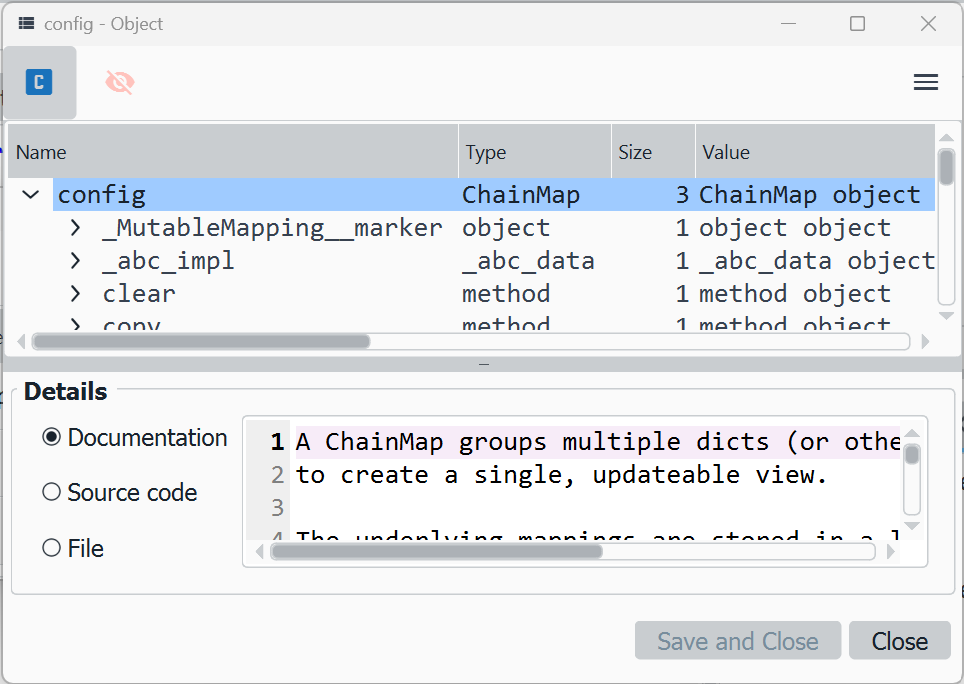 config - Object
C
Name Type Size Value
config ChainMap 3 ChainMap object
_MutableMapping__marker object 1 object object
_abc_impl _abc_data 1 _abc_data object
clear method 1 method object
copy method 1 method object
Details
Documentation
Source code
File
1 A ChainMap groups multiple dicts (or othe
2 to create a single, updateable view.
3
4 The underlying mappings are stored in a l
Save and Close Close